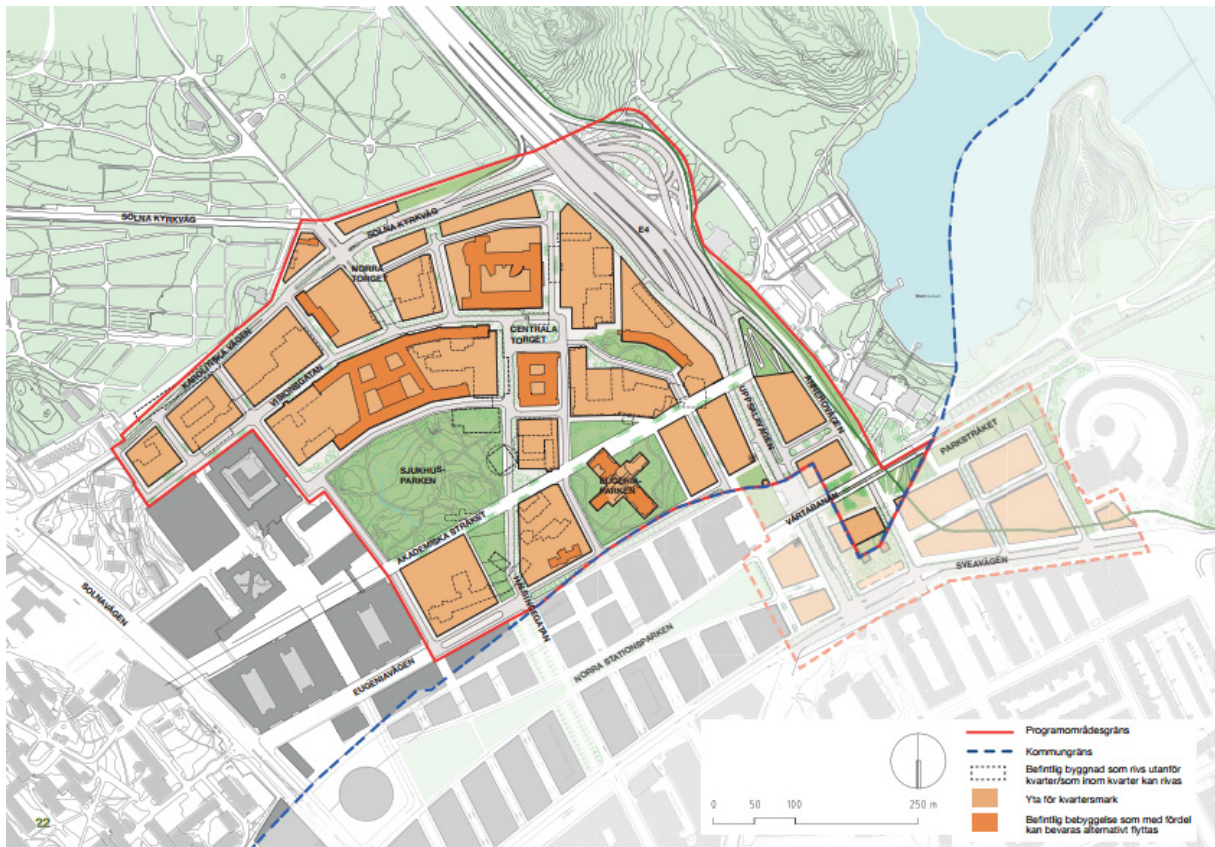 SOLNA KYRKVÄG
SOLNA KYRKVÄG
E4
NORRA
TORGET
CENTRALA
TORGET
KAROLINSKA VÄGEN
VISIONSGATAN
UPPSALAVÄGEN
ANNEROVÄGEN
PARKSTRÅKET
SJUKHUS-
PARKEN
EUGENIA-
PARKEN
VÄRTABANAN
AKADEMISKA STRÅKET
SVEAVÄGEN
HÄLSINGEGATAN
SOLNAVÄGEN
NORRA STATIONSPARKEN
EUGENIAVÄGEN
Programområdesgräns
Kommungräns
Befintlig byggnad som rivs utanför
kvarter/som inom kvarter kan rivas
Yta för kvartersmark
Befintlig bebyggelse som med fördel
kan bevaras alternativt flyttas
0 50 100 250 m
22